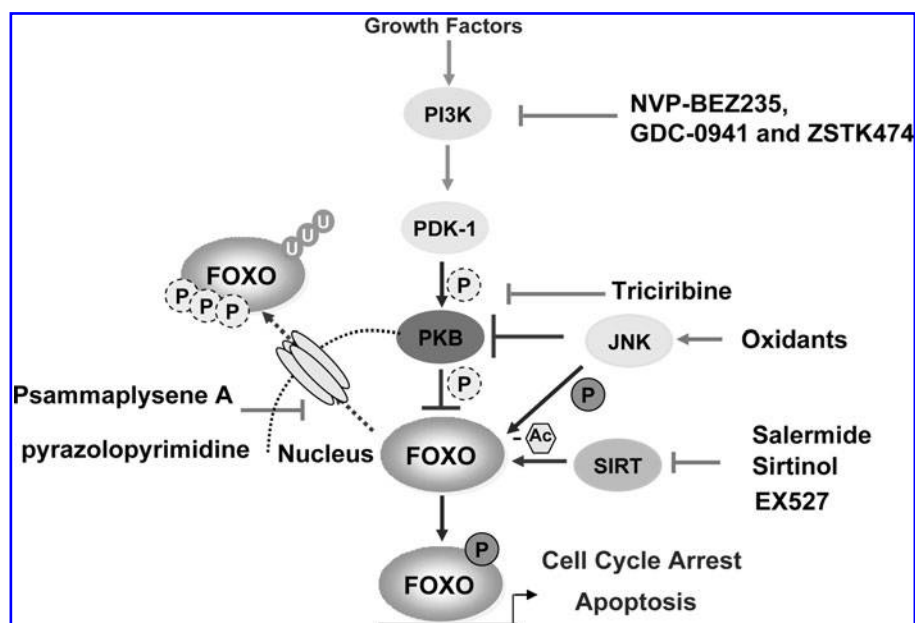 Growth Factors
PI3K
NVP-BEZ235,
GDC-0941 and ZSTK474
PDK-1
U
U
U
FOXO
P
P
P
P
Triciribine
PKB
JNK
Oxidants
P
P
Psammaplysene A
pyrazolopyrimidine
Nucleus
FOXO
- Ac
SIRT
Salermide
Sirtinol
EX527
P
FOXO
Cell Cycle Arrest
Apoptosis